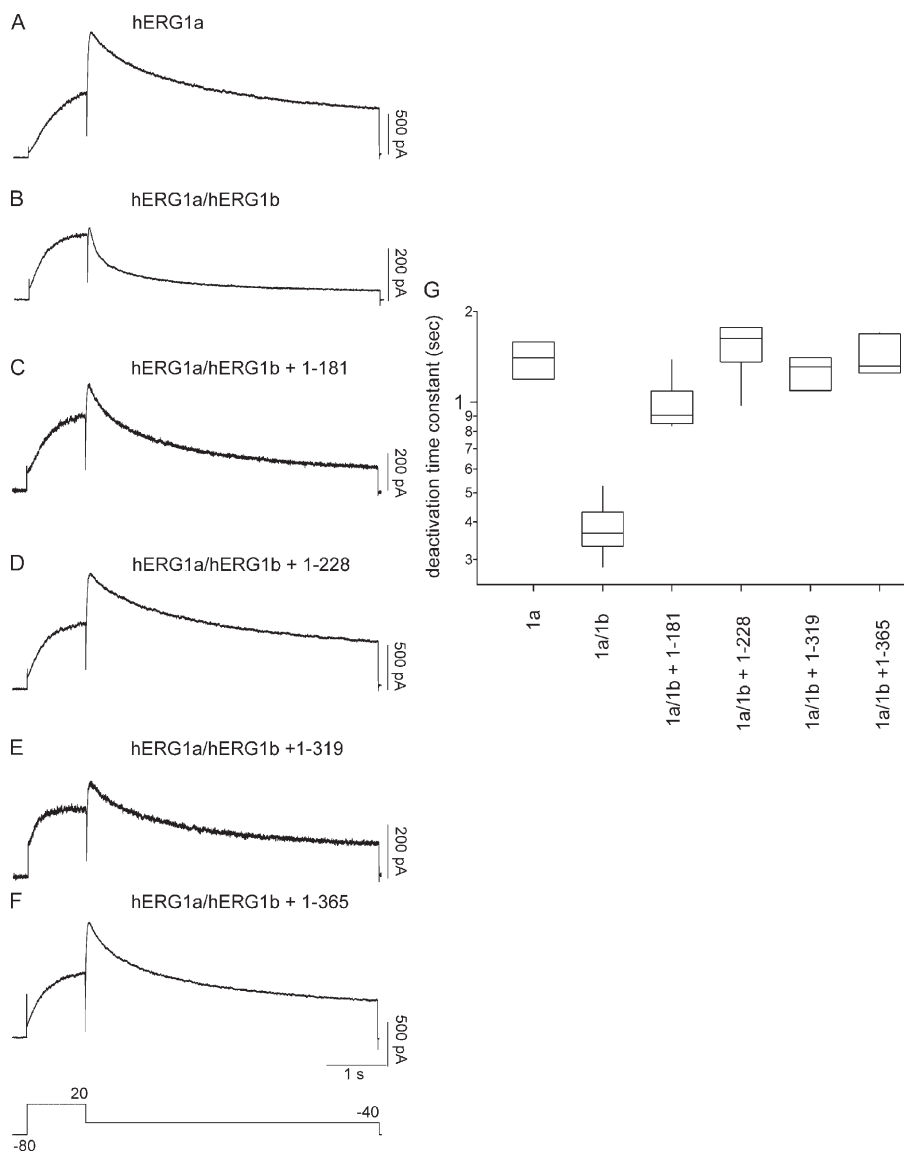 A
hERG1a
500 pA
B
hERG1a/hERG1b
200 pA
C
hERG1a/hERG1b + 1-181
200 pA
D
hERG1a/hERG1b + 1-228
500 pA
E
hERG1a/hERG1b +1-319
200 pA
F
hERG1a/hERG1b + 1-365
500 pA
1 s
20
-40
-80
G
deactivation time constant (sec)
2
1
9
8
7
6
5
4
3
1a
1a/1b
1a/1b + 1-181
1a/1b + 1-228
1a/1b + 1-319
1a/1b +1-365